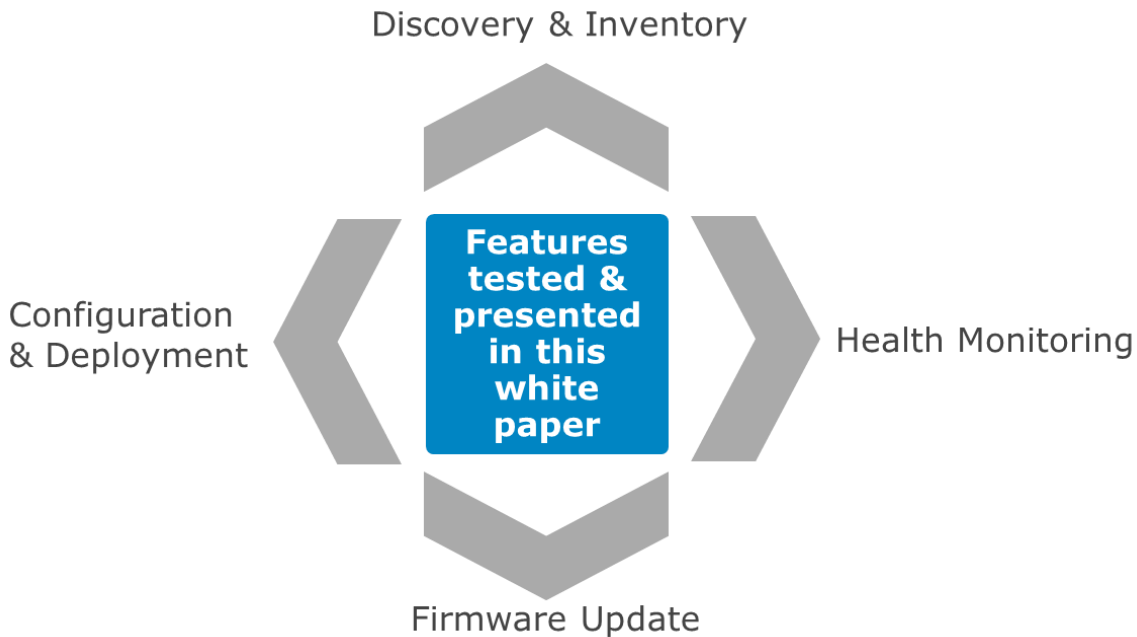 Discovery & Inventory
Features
tested &
presented
in this
white
paper
Configuration
& Deployment
Health Monitoring
Firmware Update